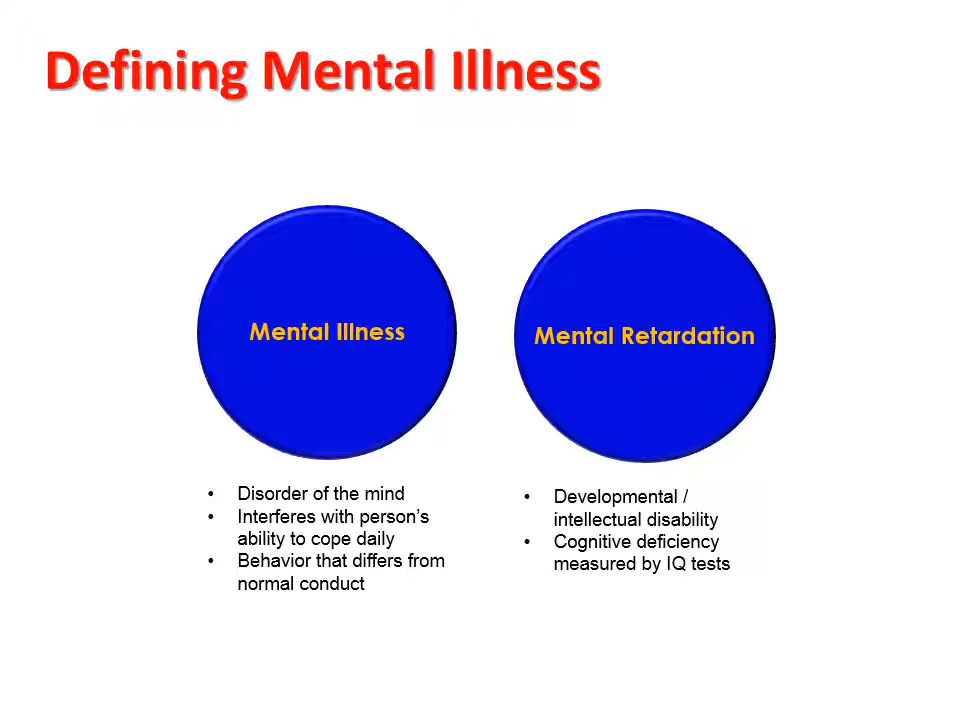 Defining Mental Illness
Mental Illness
Mental Retardation
• Disorder of the mind
• Interferes with person's
ability to cope daily
• Behavior that differs from
normal conduct
• Developmental /
intellectual disability
• Cognitive deficiency
measured by IQ tests